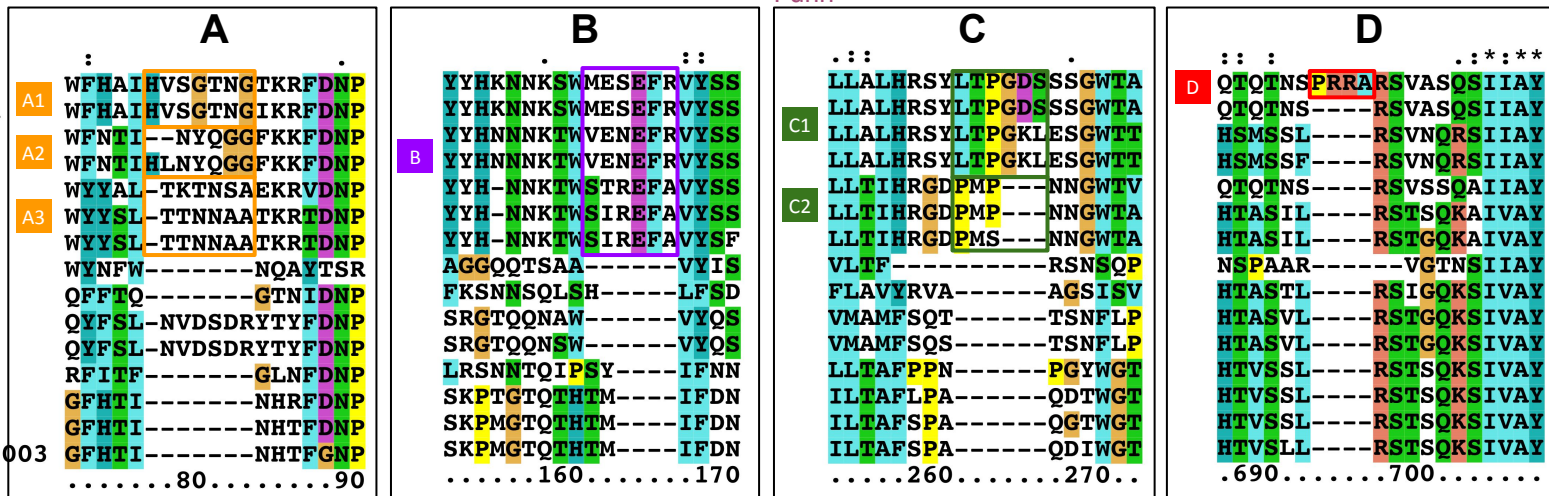 A
: .
A1
A2
A3
WFHAIHVSGTNGTKRFDNP
WFHAIHVSGTNGIKRFDNP
WFNTI--NYQGGFKKFDNP
WFNTIHLNYQGGFKKFDNP
WYYAL-TKTNSAEKRVDNP
WYYSL-TTNNAATKRTDNP
WYYSL-TTNNAATKRTDNP
WYNFW-------NQAYTSR
QFFTQ-------GTNIDNP
QYFSL-NVDSDRYTYFDNP
QYFSL-NVDSDRYTYFDNP
RFITF-------GLNFDNP
GFHTI-------NHRFDNP
GFHTI-------NHTFDNP
003 GFHTI-------NHTFGNP
.......80........90
B
::
B
YYHKNNKSWMESEFRVYSS
YYHKNNKSWMESEFRVYSS
YYHNNNKTWVENEFRVYSS
YYHNNNKTWVENEFRVYSS
YYH-NNKTWSTREFAVYSS
YYH-NNKTWSIREFAVYSS
YYH-NNKTWSIREFAVYSF
AGGQQTSAA------VYIS
FKSNNSQLSH-----LFSD
SRGTQQNAW------VYQS
SRGTQQNSW------VYQS
LRSNNTQIPSY----IFNN
SKPTGTQTHTM----IFDN
SKPMGTQTHTM----IFDN
SKPMGTQTHTM----IFDN
......160.......170
C
.:: .
C1
C2
LLALHRSYLTPGDSSSGWTA
LLALHRSYLTPGDSSSGWTA
LLALHRSYLTPGKLESGWTT
LLALHRSYLTPGKLESGWTT
LLTIHRGDPMP---NNGWTV
LLTIHRGDPMP---NNGWTA
LLTIHRGDPMS---NNGWTA
VLTF----------RSNSQP
FLAVYRVA------AGSISV
VMAMFSQT------TSNFLP
VMAMFSQS------TSNFLP
LLTAFPPN------PGYWGT
ILTAFLPA------QDTWGT
ILTAFSPA------QGTWGT
ILTAFSPA------QDIWGT
.....260.......270..
D
:: : .:*:**
D
QTQTNSPRRARSVASQSIIAY
QTQTNS----RSVASQSIIAY
HSMSSL----RSVNQRSIIAY
HSMSSF----RSVNQRSIIAY
QTQTNS----RSVSSQAIIAY
HTASIL----RSTSQKAIVAY
HTASIL----RSTGQKAIVAY
NSPAAR------VGTNSIIAY
HTASTL----RSIGQKSIVAY
HTASVL----RSTGQKSIVAY
HTASVL----RSTGQKSIVAY
HTVSSL----RSTSQKSIVAY
HTVSSL----RSTSQKSIVAY
HTVSSL----RSTSQKSIVAY
HTVSLL----RSTSQKSIVAY
.690.......700.......